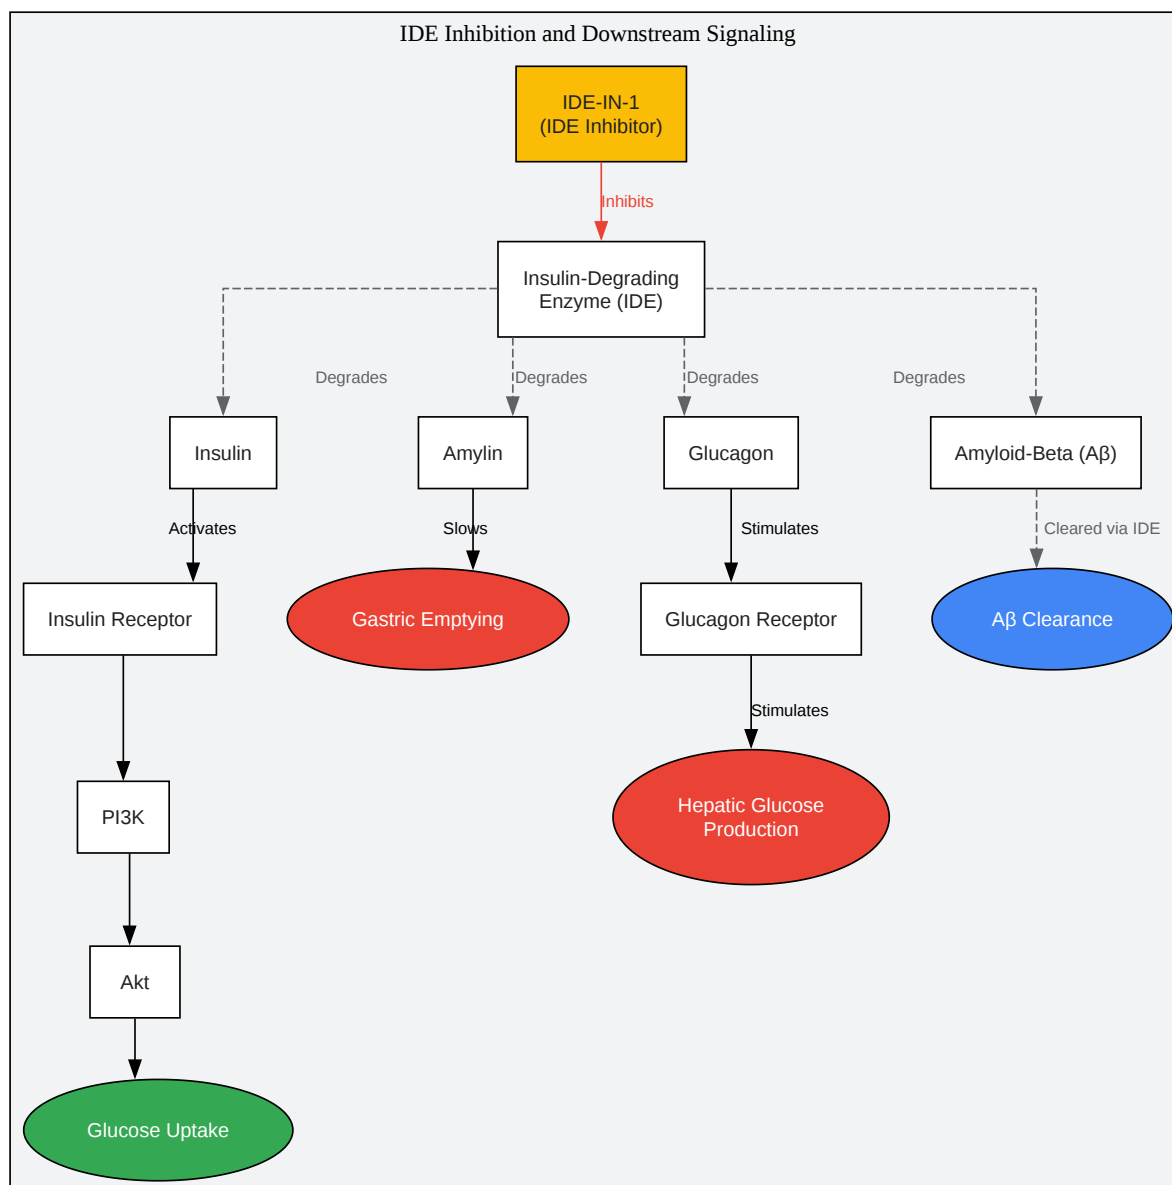 IDE Inhibition and Downstream Signaling
IDE-IN-1
(IDE Inhibitor)
Inhibits
Insulin-Degrading
Enzyme (IDE)
Degrades
Degrades
Degrades
Degrades
Insulin
Amylin
Glucagon
Amyloid-Beta (Aβ)
Activates
Slows
Stimulates
Cleared via IDE
Insulin Receptor
Gastric Emptying
Glucagon Receptor
Aβ Clearance
Stimulates
PI3K
Hepatic Glucose
Production
Akt
Glucose Uptake